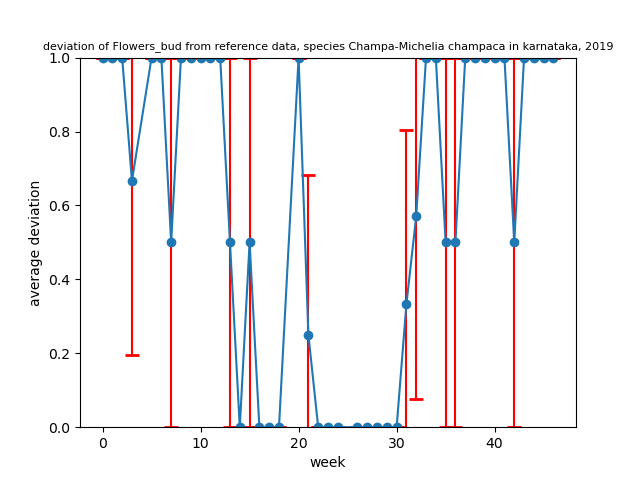 deviation of Flowers_bud from reference data, species Champa-Michelia champaca in karnataka, 2019
1.0
0.8
0.6
0.4
0.2
0.0
average deviation
0 10 20 30 40
week